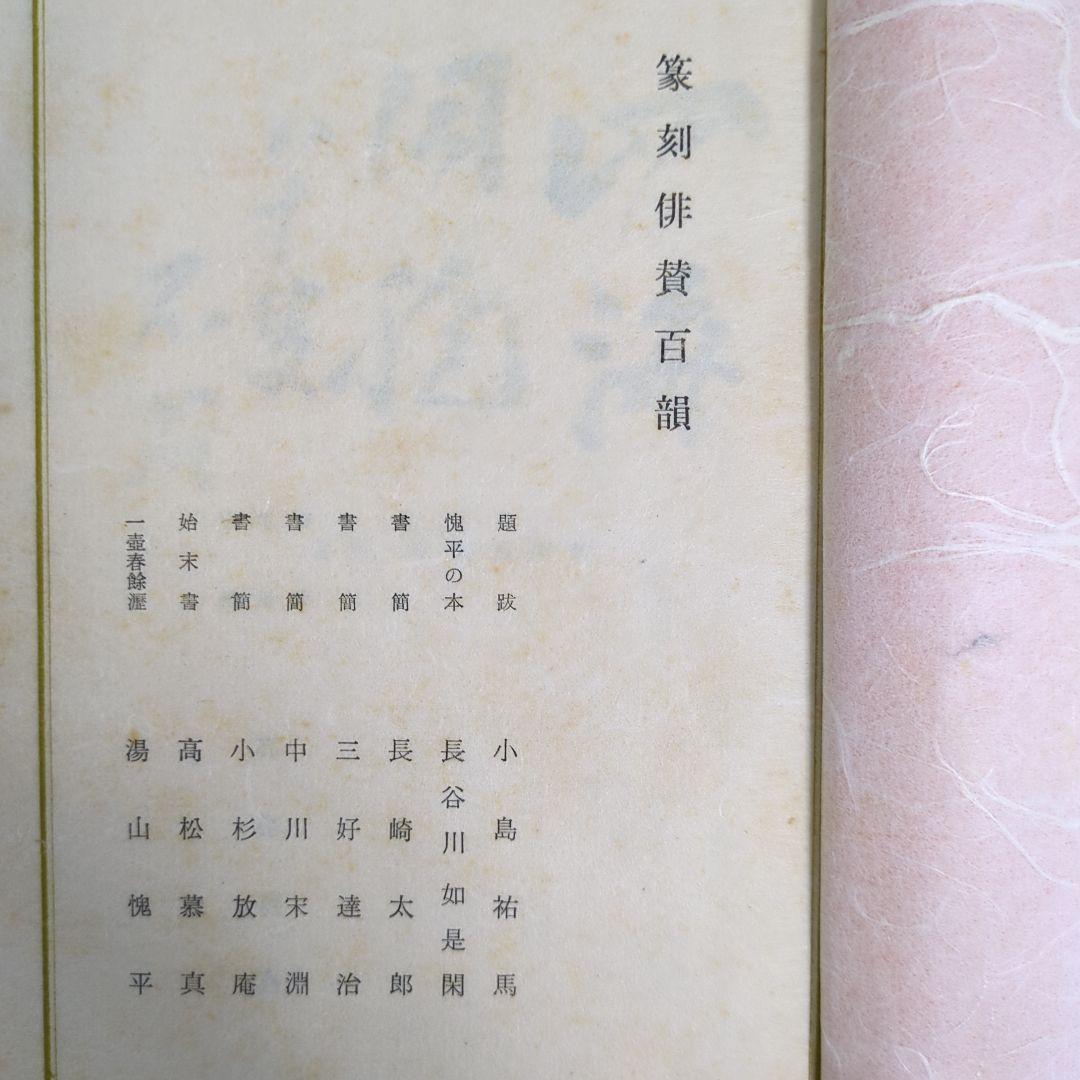 篆刻俳賛百韻
題跋 小島祐馬
愧平の本 長谷川如是閑
書簡 長崎太郎
書簡 三好達治
書簡 中川宋淵
書簡 小杉放庵
始末書 高松慕真
一壺春餘瀝 湯山愧平